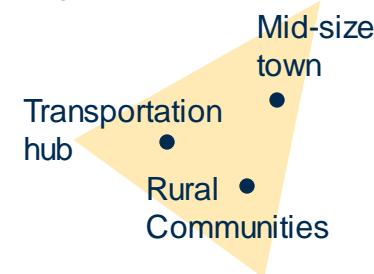 Mid-size
town
Transportation
hub
Rural
Communities